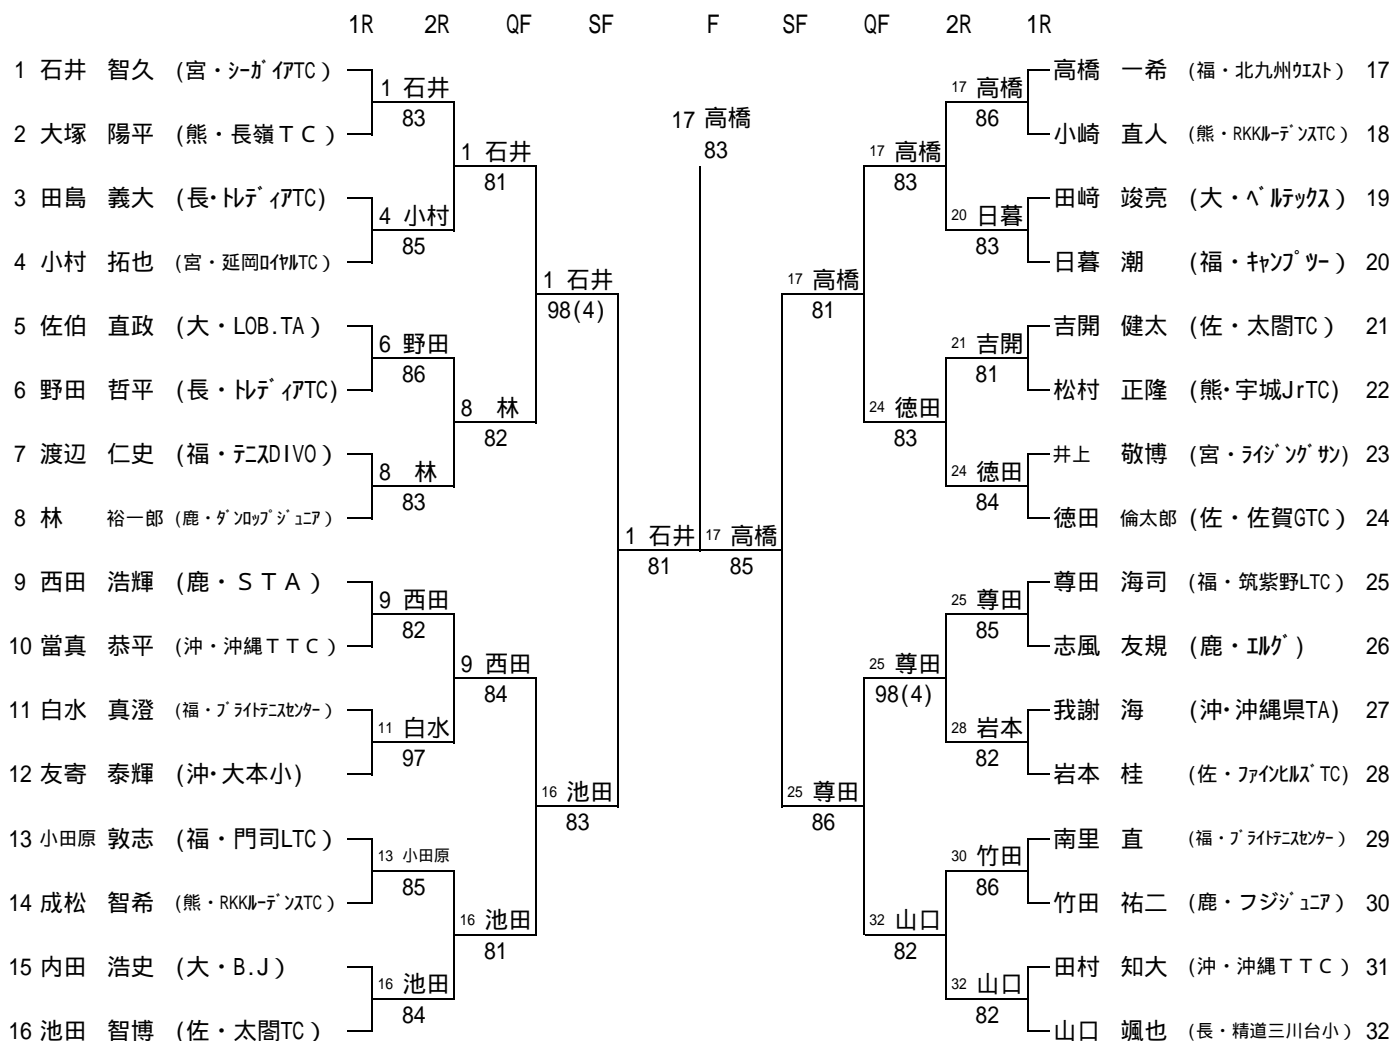 1R 2R QF SF F SF QF 2R 1R
1 石井 智久 (宮・シーガイアTC)
2 大塚 陽平 (熊・長嶺TC)
3 田島 義大 (長・トレディアTC)
4 小村 拓也 (宮・延岡ロイヤルTC)
5 佐伯 直政 (大・LOB.TA)
6 野田 哲平 (長・トレディアTC)
7 渡辺 仁史 (福・テニスDIVO)
8 林 裕一郎 (鹿・ダンロップジュニア)
9 西田 浩輝 (鹿・STA)
10 當真 恭平 (沖・沖縄TTC)
11 白水 真澄 (福・ブライトテニスセンター)
12 友寄 泰輝 (沖・大本小)
13 小田原 敦志 (福・門司LTC)
14 成松 智希 (熊・RKKルーデンスTC)
15 内田 浩史 (大・B.J)
16 池田 智博 (佐・太閤TC)
1 石井
83
4 小村
85
6 野田
86
8 林
83
9 西田
82
11 白水
97
13 小田原
85
16 池田
84
1 石井
81
8 林
82
9 西田
84
16 池田
81
1 石井
98(4)
16 池田
83
1 石井
81
17 高橋
83
17 高橋
85
17 高橋
81
25 尊田
86
17 高橋
83
24 徳田
83
25 尊田
98(4)
32 山口
82
17 高橋
86
20 日暮
83
21 吉開
81
24 徳田
84
25 尊田
85
28 岩本
82
30 竹田
86
32 山口
82
高橋 一希 (福・北九州ウエスト) 17
小崎 直人 (熊・RKKルーデンスTC) 18
田﨑 竣亮 (大・ベルテックス) 19
日暮 潮 (福・キャンプツー) 20
吉開 健太 (佐・太閤TC) 21
松村 正隆 (熊・宇城JrTC) 22
井上 敬博 (宮・ライジングサン) 23
徳田 倫太郎 (佐・佐賀GTC) 24
尊田 海司 (福・筑紫野LTC) 25
志風 友規 (鹿・エルグ) 26
我謝 海 (沖・沖縄県TA) 27
岩本 桂 (佐・ファインヒルズTC) 28
南里 直 (福・ブライトテニスセンター) 29
竹田 祐二 (鹿・フジジュニア) 30
田村 知大 (沖・沖縄TTC) 31
山口 颯也 (長・精道三川台小) 32